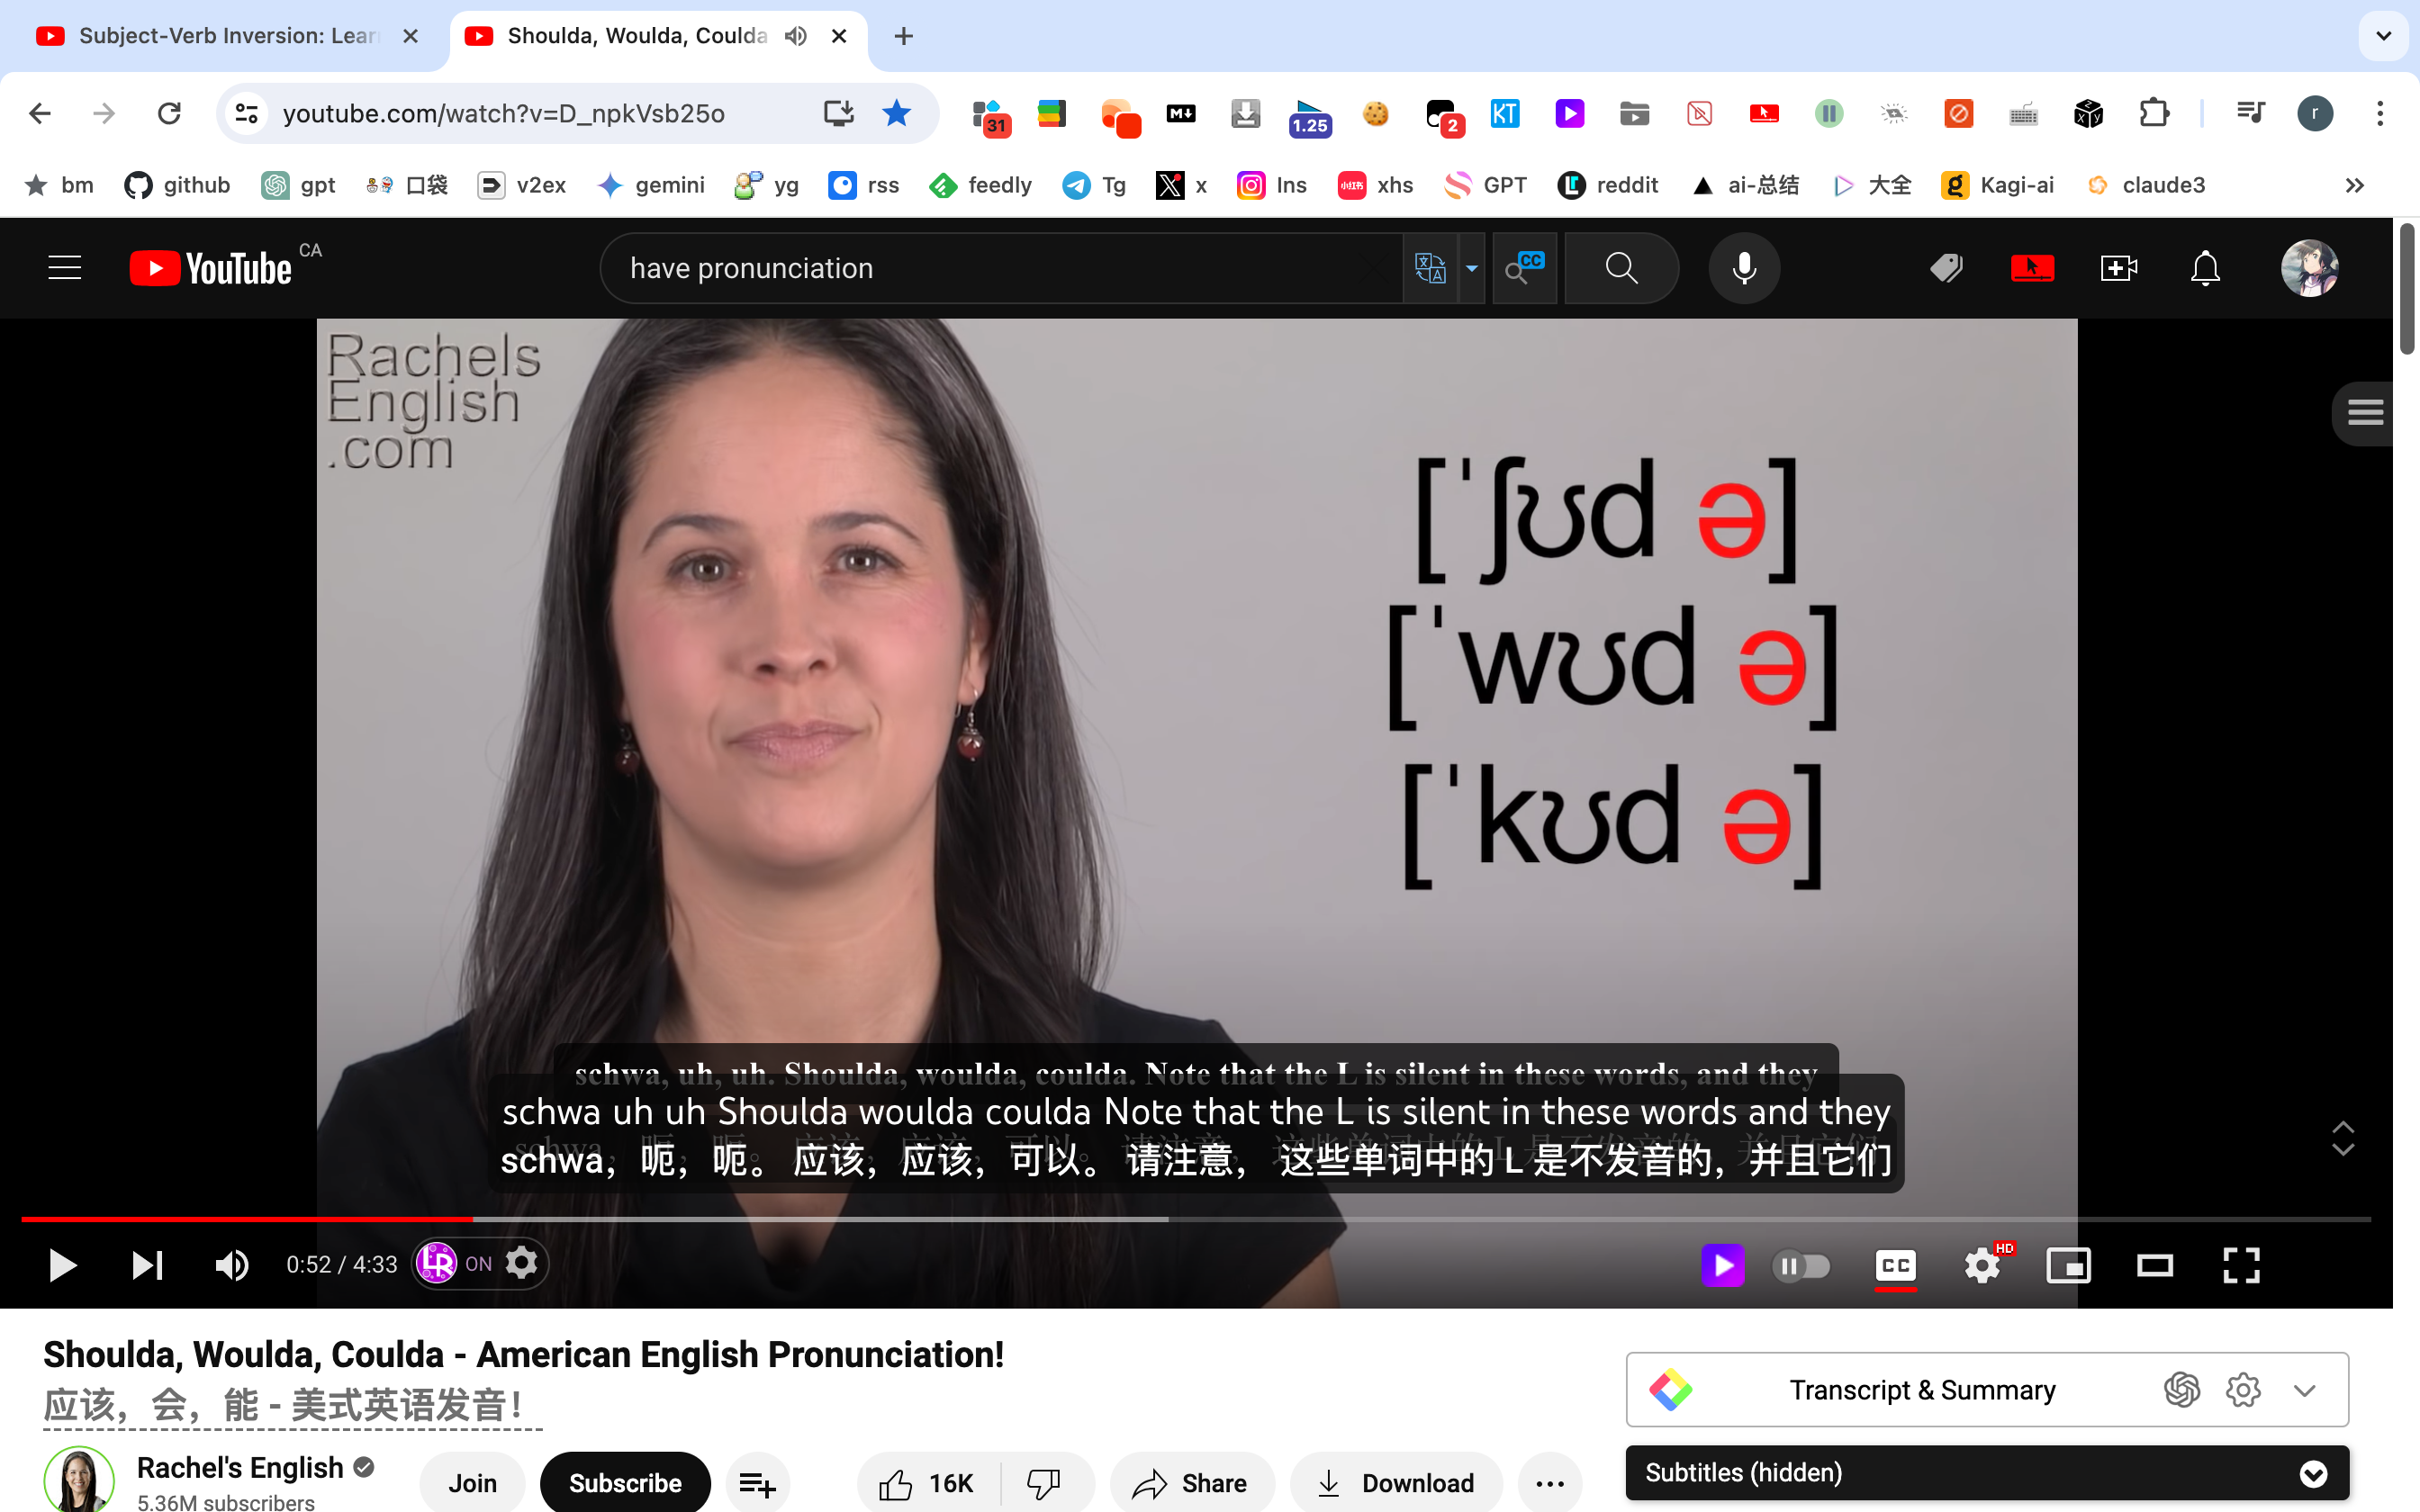 Subject-Verb Inversion: Lear
Shoulda, Woulda, Coulda
youtube.com/watch?v=D_npkVsb25o
31
1.25
2
KT
r
bm
github
gpt
口袋
v2ex
gemini
yg
rss
feedly
Tg
x
Ins
xhs
GPT
reddit
ai-总结
大全
Kagi-ai
claude3
YouTube CA
have pronunciation
CC
Rachels
English
.com
[ˈʃʊd ə]
[ˈwʊd ə]
[ˈkʊd ə]
schwa, uh, uh. Shoulda, woulda, coulda. Note that the L is silent in these words, and they
schwa uh uh Shoulda woulda coulda Note that the L is silent in these words and they
schwa，呃，呃。 应该，应该，可以。 请注意， 这些单词中的 L 是不发音的，并且它们
0:52 / 4:33
LR ON
CC
HD
Shoulda, Woulda, Coulda - American English Pronunciation!
应该，会，能 - 美式英语发音！
Transcript & Summary
Rachel's English
5.36M subscribers
Join
Subscribe
16K
Share
Download
Subtitles (hidden)